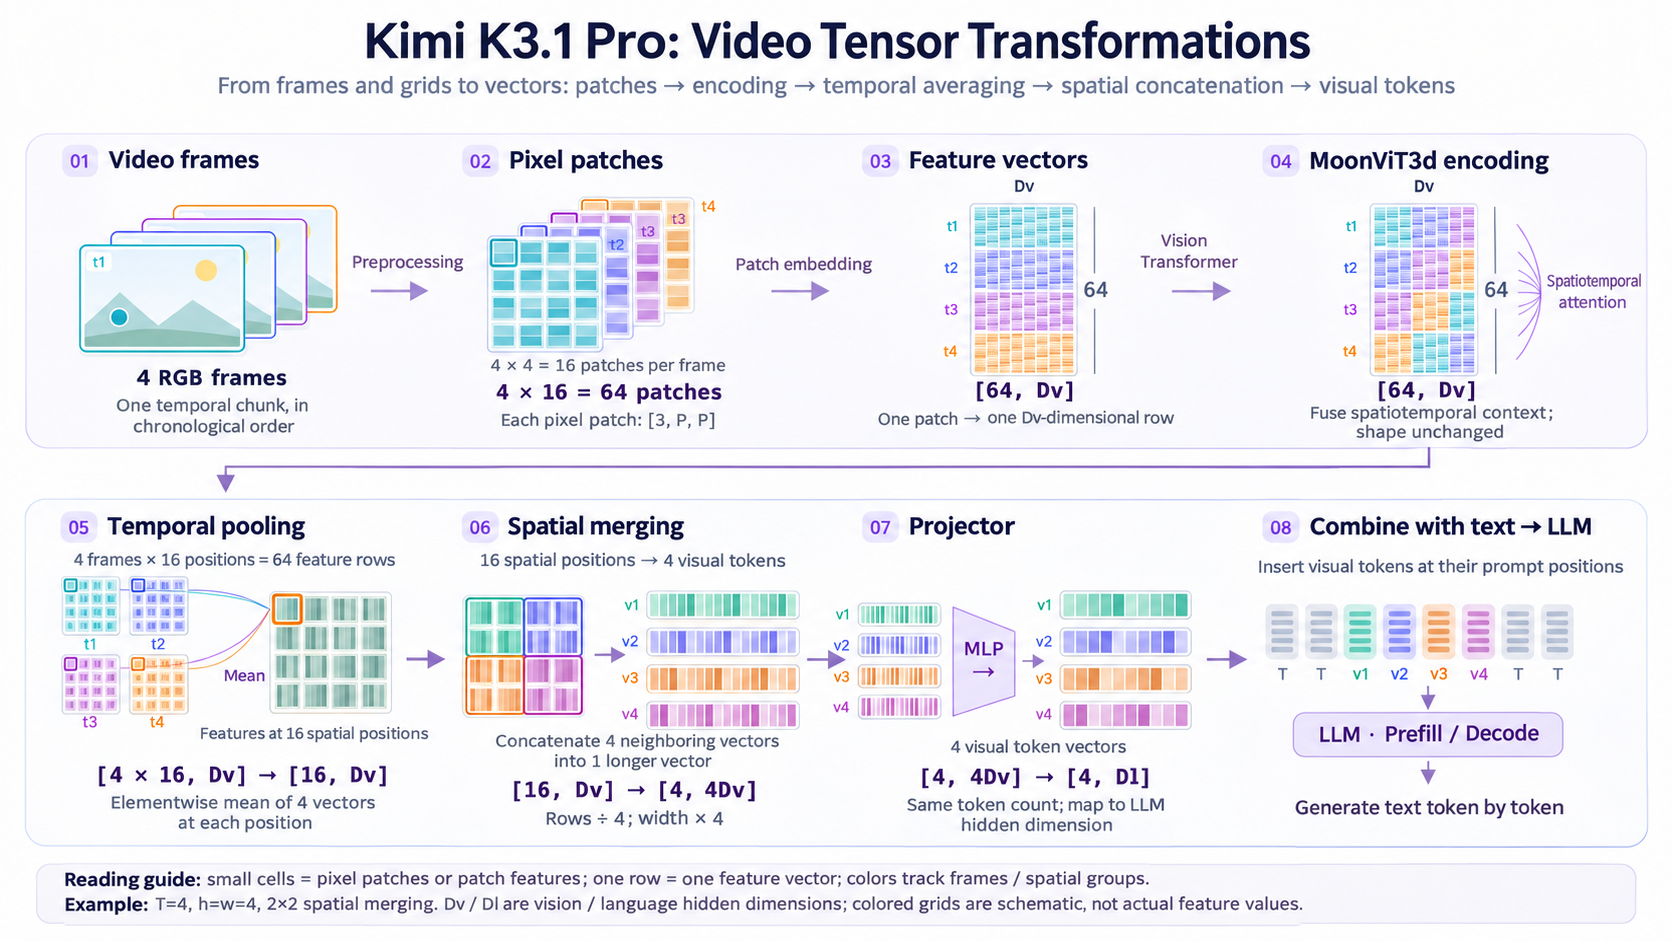 Kimi K3.1 Pro: Video Tensor Transformations
From frames and grids to vectors: patches → encoding → temporal averaging → spatial concatenation → visual tokens
01 Video frames
t1
4 RGB frames
One temporal chunk, in
chronological order
Preprocessing
02 Pixel patches
t2
t3
t3
t4
4 × 4 = 16 patches per frame
4 × 16 = 64 patches
Each pixel patch: [3, P, P]
Patch embedding
03 Feature vectors
Dv
t1
t2
t3
t4
64
[64, Dv]
One patch → one Dv-dimensional row
Vision
Transformer
04 MoonViT3d encoding
Dv
t1
t2
t3
t4
64
Spatiotemporal
attention
[64, Dv]
Fuse spatiotemporal context;
shape unchanged
05 Temporal pooling
4 frames × 16 positions = 64 feature rows
t1
t2
t3
t4
Mean
Features at 16 spatial positions
[4 × 16, Dv] → [16, Dv]
Elementwise mean of 4 vectors
at each position
06 Spatial merging
16 spatial positions → 4 visual tokens
v1
v2
v3
v4
Concatenate 4 neighboring vectors
into 1 longer vector
[16, Dv] → [4, 4Dv]
Rows ÷ 4; width × 4
07 Projector
v1
v2
v3
v4
MLP
→
v1
v2
v3
v4
4 visual token vectors
[4, 4Dv] → [4, Dl]
Same token count; map to LLM
hidden dimension
08 Combine with text → LLM
Insert visual tokens at their prompt positions
T T v1 v2 v3 v4 T T
LLM · Prefill / Decode
Generate text token by token
Reading guide: small cells = pixel patches or patch features; one row = one feature vector; colors track frames / spatial groups.
Example: T=4, h=w=4, 2×2 spatial merging. Dv / Dl are vision / language hidden dimensions; colored grids are schematic, not actual feature values.